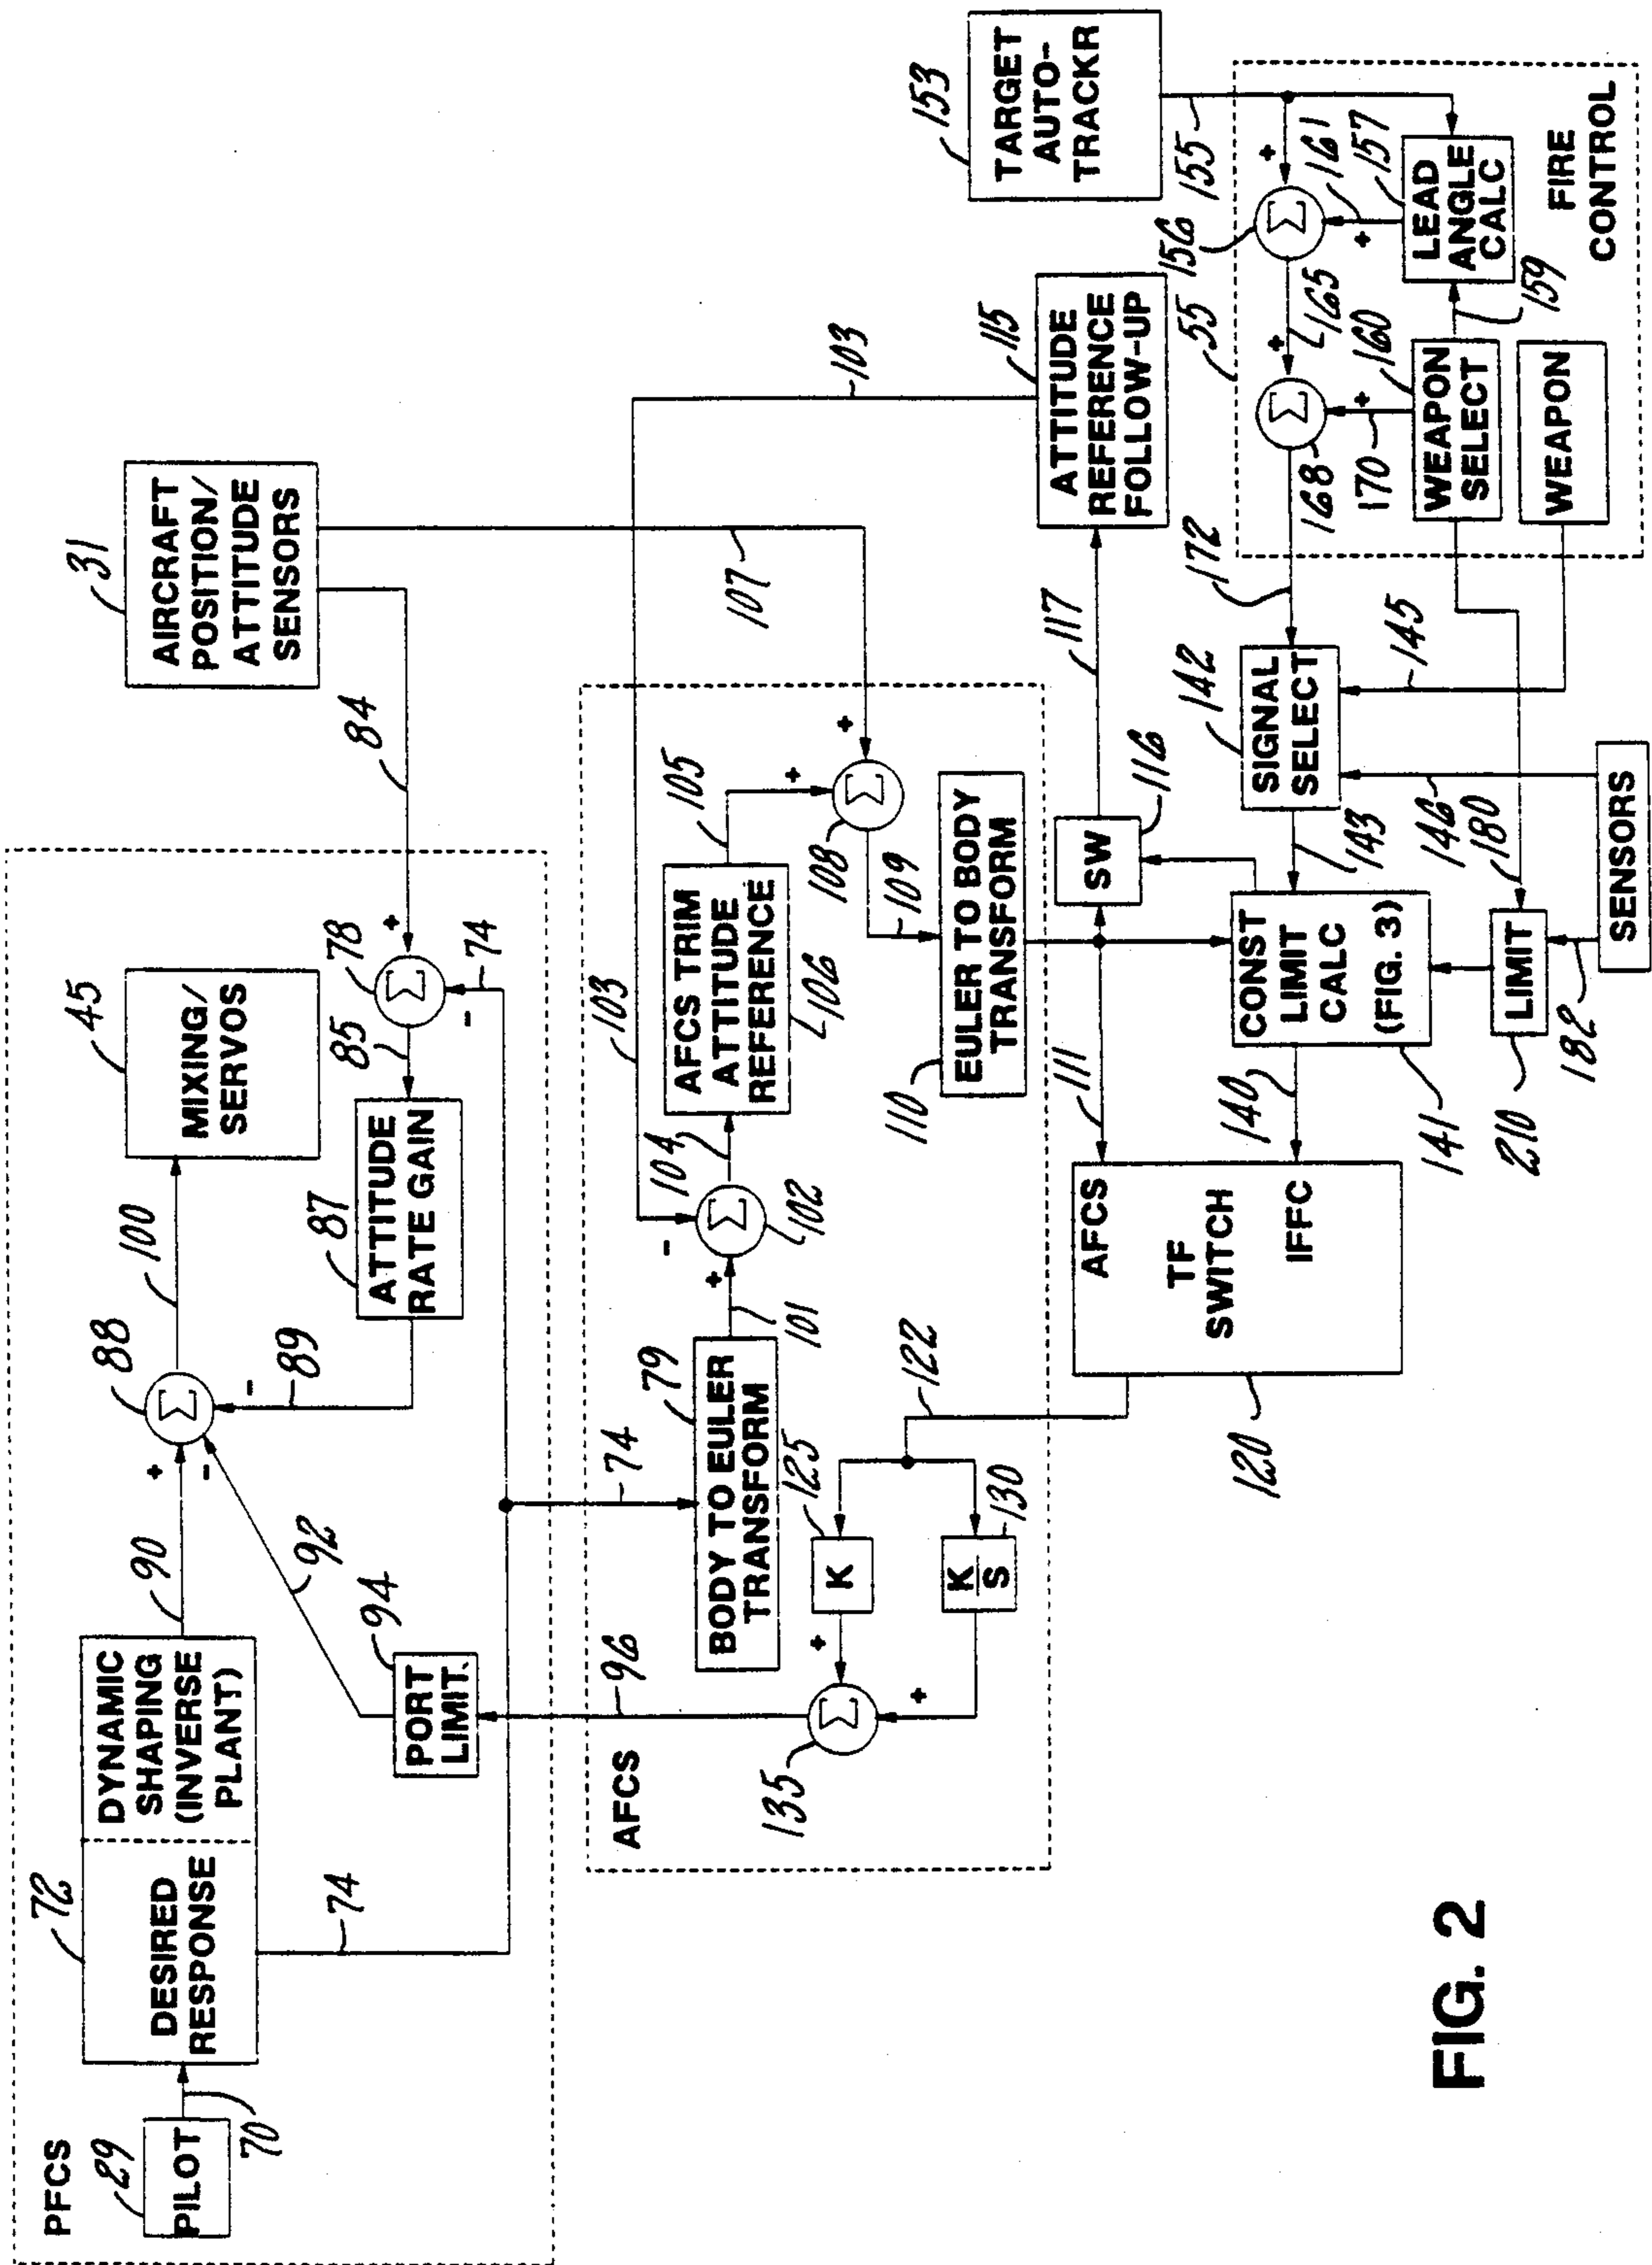 PFCS
29
PILOT
70
72
DESIRED
RESPONSE
DYNAMIC
SHAPING
(INVERSE
PLANT)
74
90
+
-
88
Σ
-
89
92
94
PORT
LIMIT.
100
45
MIXING/
SERVOS
87
ATTITUDE
RATE GAIN
85
78
Σ
+
-
74
84
31
AIRCRAFT
POSITION/
ATTITUDE
SENSORS
AFCS
96
74
79
BODY TO EULER
TRANSFORM
101
+
-
Σ
102
103
104
AFCS TRIM
ATTITUDE
REFERENCE
106
105
+
+
Σ
108
109
107
103
110
EULER TO BODY
TRANSFORM
135
Σ
+
+
K
125
K
S
130
122
120
AFCS
TF
SWITCH
IFFC
111
140
141
CONST
LIMIT
CALC
(FIG. 3)
SW
116
117
115
ATTITUDE
REFERENCE
FOLLOW-UP
143
142
SIGNAL
SELECT
172
145
146
180
210
LIMIT
182
SENSORS
153
TARGET
AUTO-
TRACKR
155
55
156
Σ
+
+
161
157
LEAD
ANGLE
CALC
159
165
+
Σ
168
170
+
160
WEAPON
SELECT
WEAPON
FIRE
CONTROL
FIG. 2